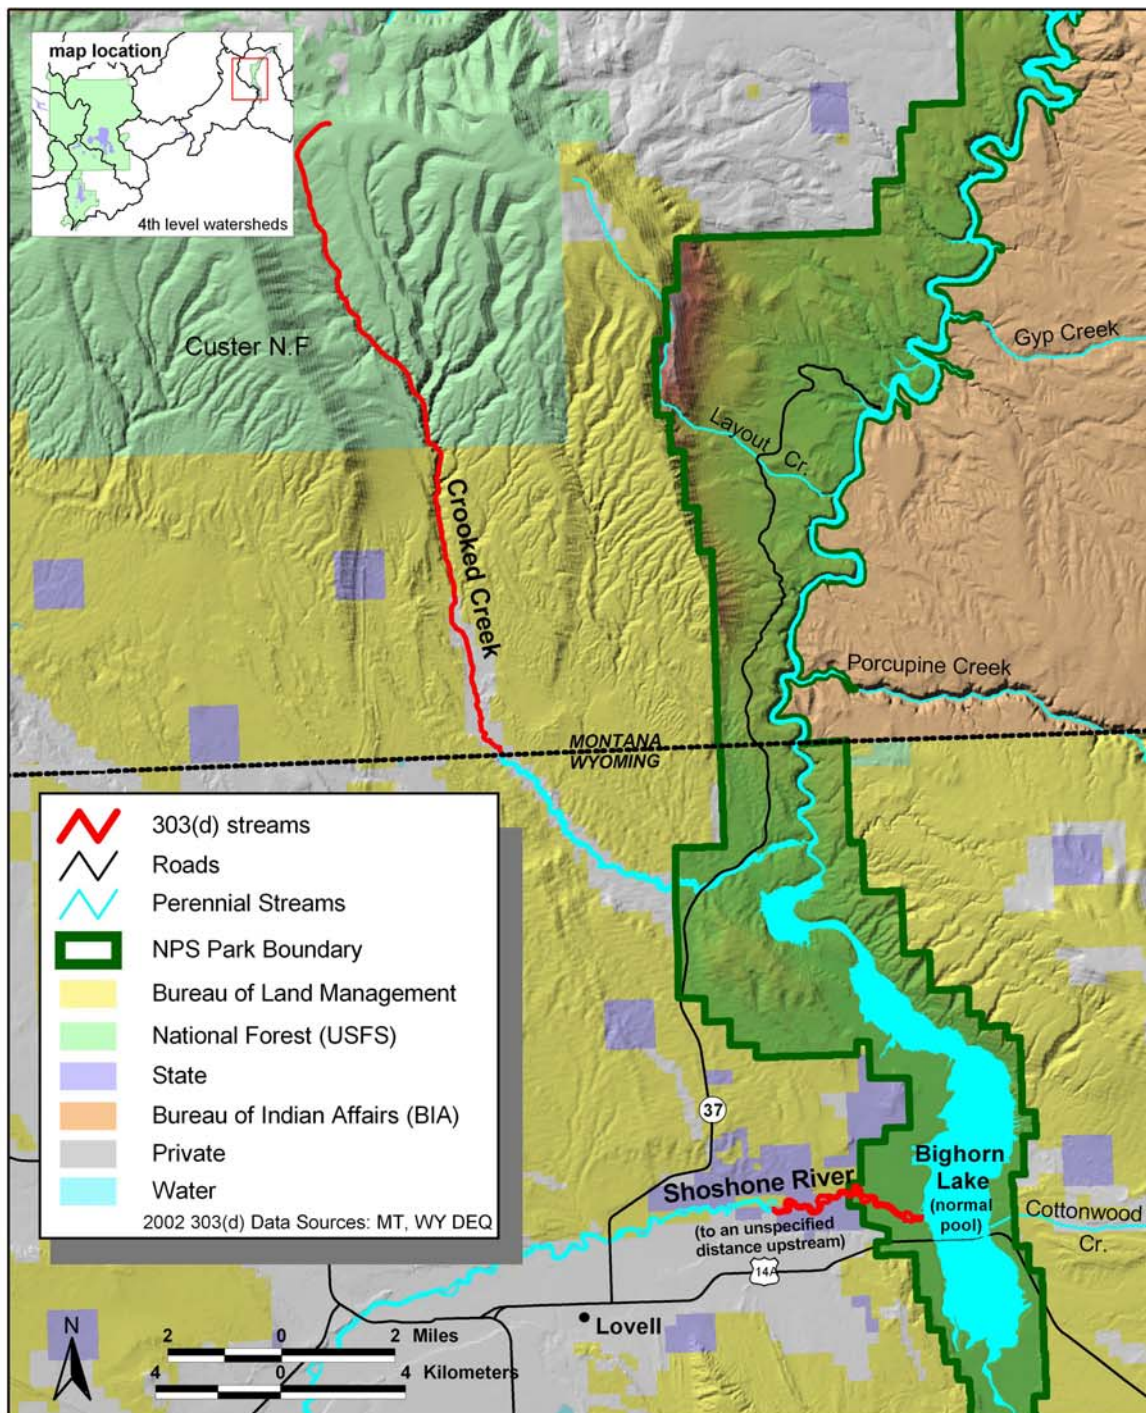 map location
4th level watersheds
Custer N.F
Gyp Creek
Layout Cr.
Crooked Creek
Porcupine Creek
MONTANA
WYOMING
303(d) streams
Roads
Perennial Streams
NPS Park Boundary
Bureau of Land Management
National Forest (USFS)
State
Bureau of Indian Affairs (BIA)
Private
Water
2002 303(d) Data Sources: MT, WY DEQ
37
Shoshone River
(to an unspecified
distance upstream)
Bighorn
Lake
(normal
pool)
Cottonwood
Cr.
14A
Lovell
N
2 0 2 Miles
4 0 4 Kilometers